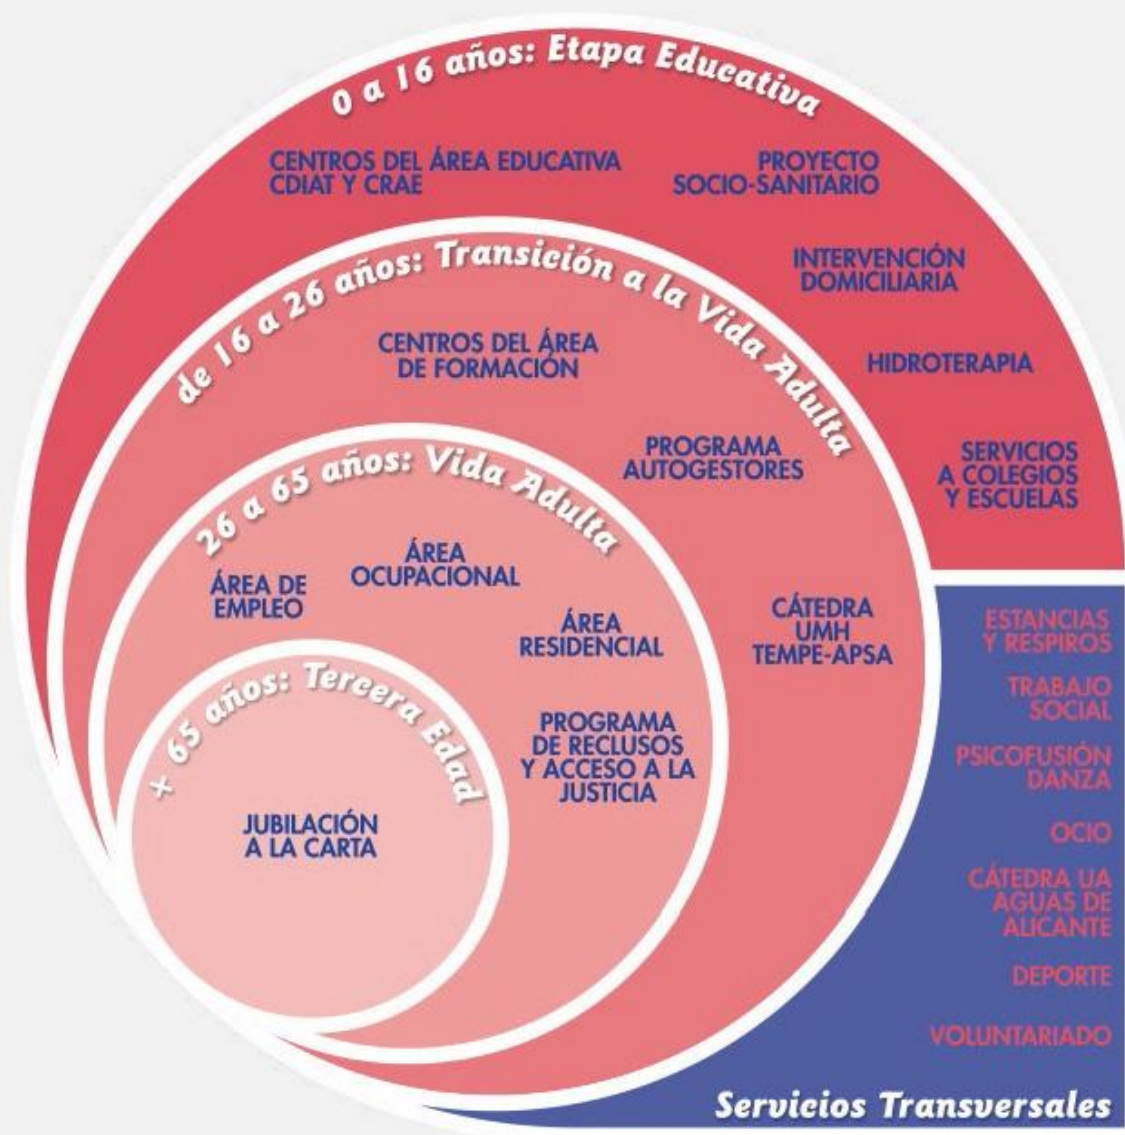 0 a 16 años: Etapa Educativa
CENTROS DEL ÁREA EDUCATIVA
CDIAT Y CRAE
PROYECTO
SOCIO-SANITARIO
INTERVENCIÓN
DOMICILIARIA
HIDROTERAPIA
SERVICIOS
A COLEGIOS
Y ESCUELAS
de 16 a 26 años: Transición a la Vida Adulta
CENTROS DEL ÁREA
DE FORMACIÓN
PROGRAMA
AUTOGESTORES
CÁTEDRA
UMH
TEMPE-APSA
26 a 65 años: Vida Adulta
ÁREA DE
EMPLEO
ÁREA
OCUPACIONAL
ÁREA
RESIDENCIAL
PROGRAMA
DE RECLUSOS
Y ACCESO A LA
JUSTICIA
+ 65 años: Tercera Edad
JUBILACIÓN
A LA CARTA
ESTANCIAS
Y RESPIROS
TRABAJO
SOCIAL
PSICOFUSIÓN
DANZA
OCIO
CÁTEDRA UA
AGUAS DE
ALICANTE
DEPORTE
VOLUNTARIADO
Servicios Transversales